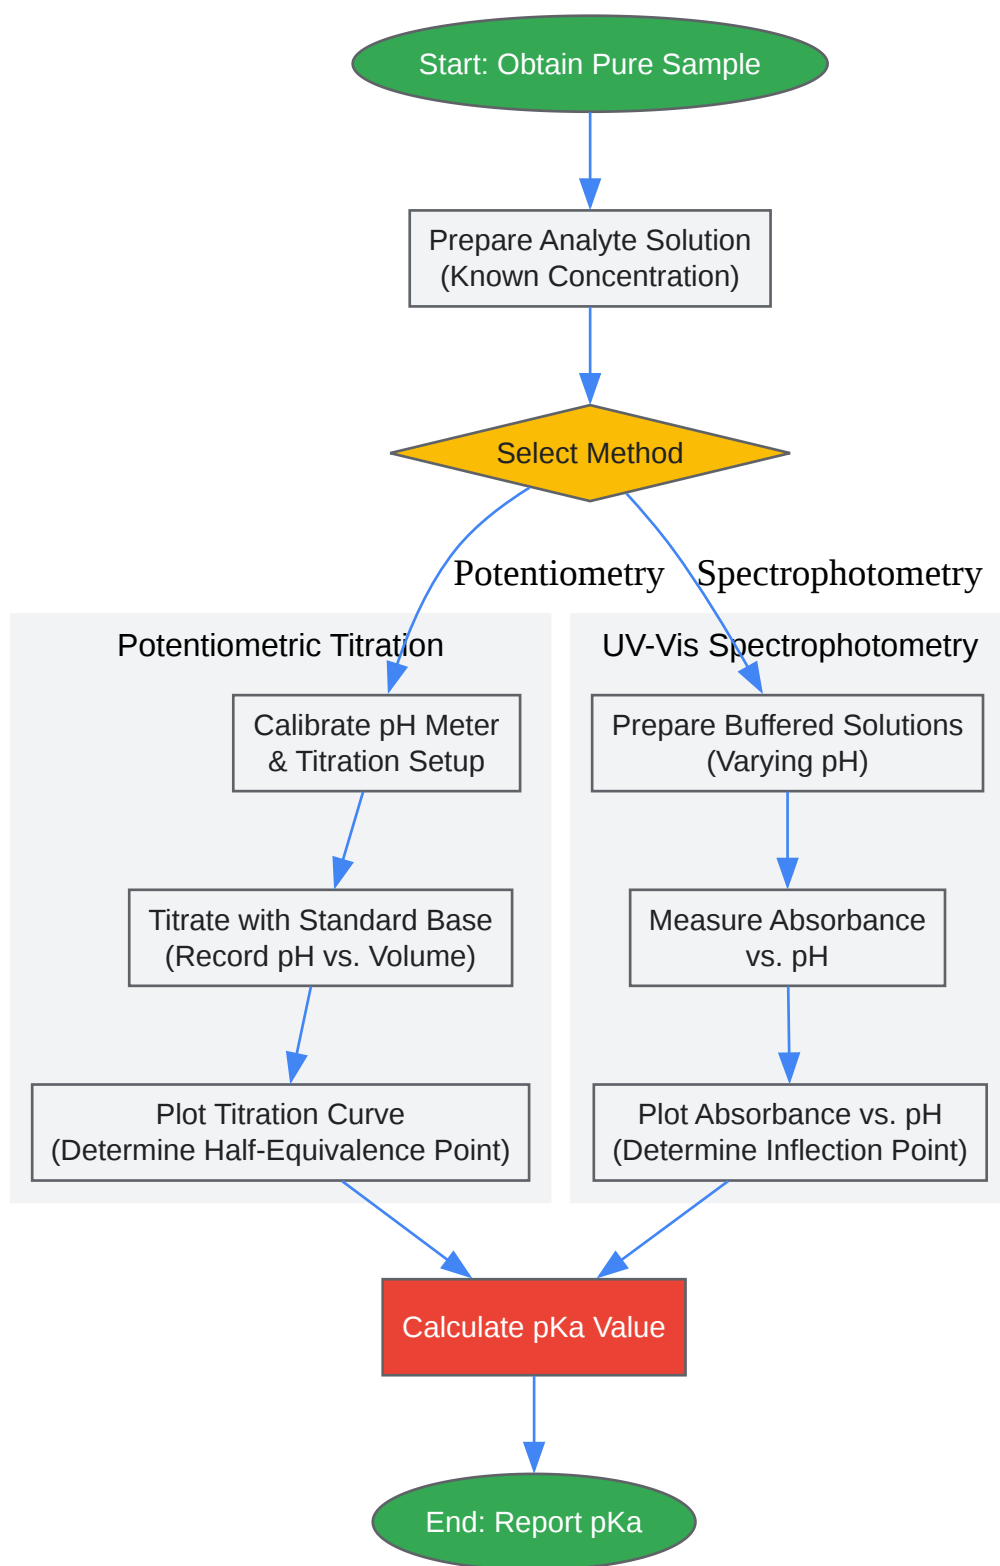 Start: Obtain Pure Sample
Prepare Analyte Solution
(Known Concentration)
Select Method
Potentiometry
Spectrophotometry
Potentiometric Titration
Calibrate pH Meter
& Titration Setup
Titrate with Standard Base
(Record pH vs. Volume)
Plot Titration Curve
(Determine Half-Equivalence Point)
UV-Vis Spectrophotometry
Prepare Buffered Solutions
(Varying pH)
Measure Absorbance
vs. pH
Plot Absorbance vs. pH
(Determine Inflection Point)
Calculate pKa Value
End: Report pKa